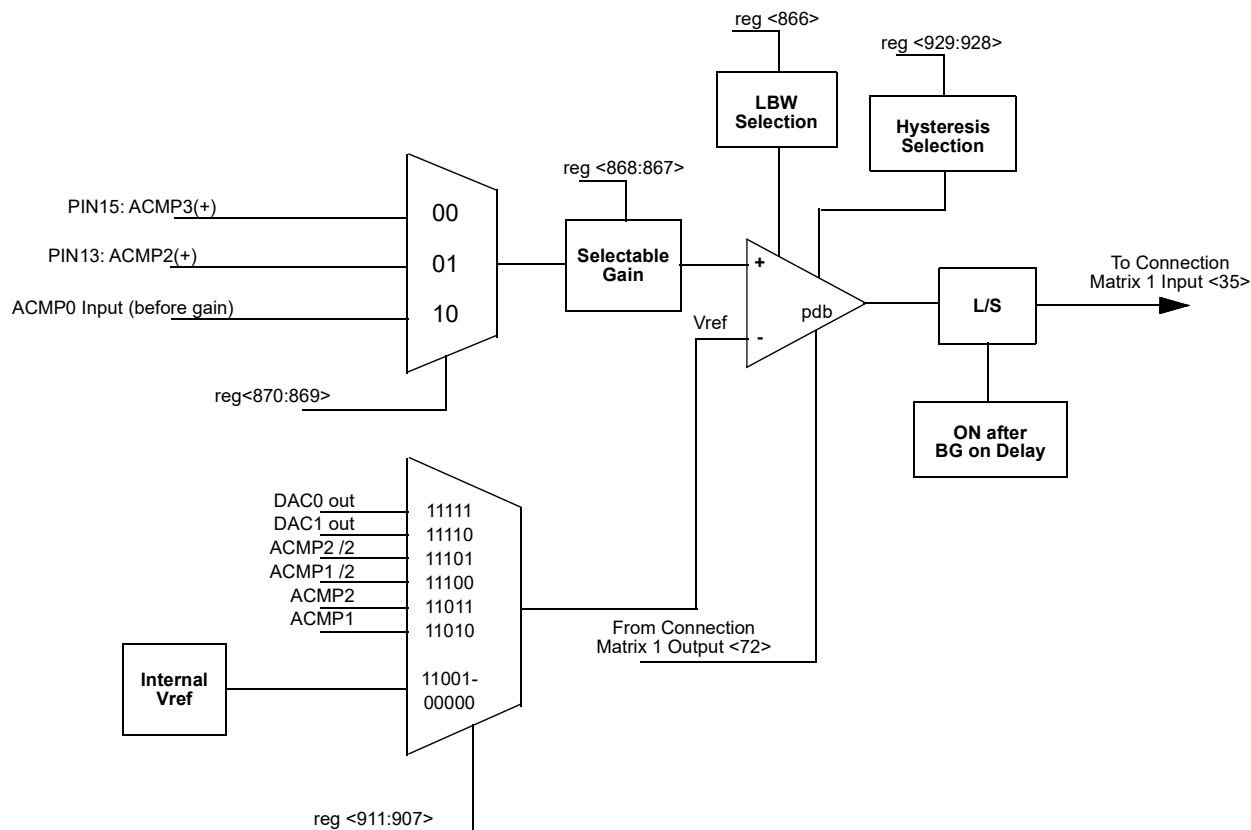 reg <866>
reg <929:928>
LBW
Selection
Hysteresis
Selection
reg <868:867>
PIN15: ACMP3(+)
00
PIN13: ACMP2(+)
01
ACMP0 Input (before gain)
10
Selectable
Gain
+
Vref
-
pdb
L/S
To Connection
Matrix 1 Input <35>
reg<870:869>
ON after
BG on Delay
DAC0 out
11111
DAC1 out
11110
ACMP2 /2
11101
ACMP1 /2
11100
ACMP2
11011
ACMP1
11010
From Connection
Matrix 1 Output <72>
Internal
Vref
11001-
00000
reg <911:907>